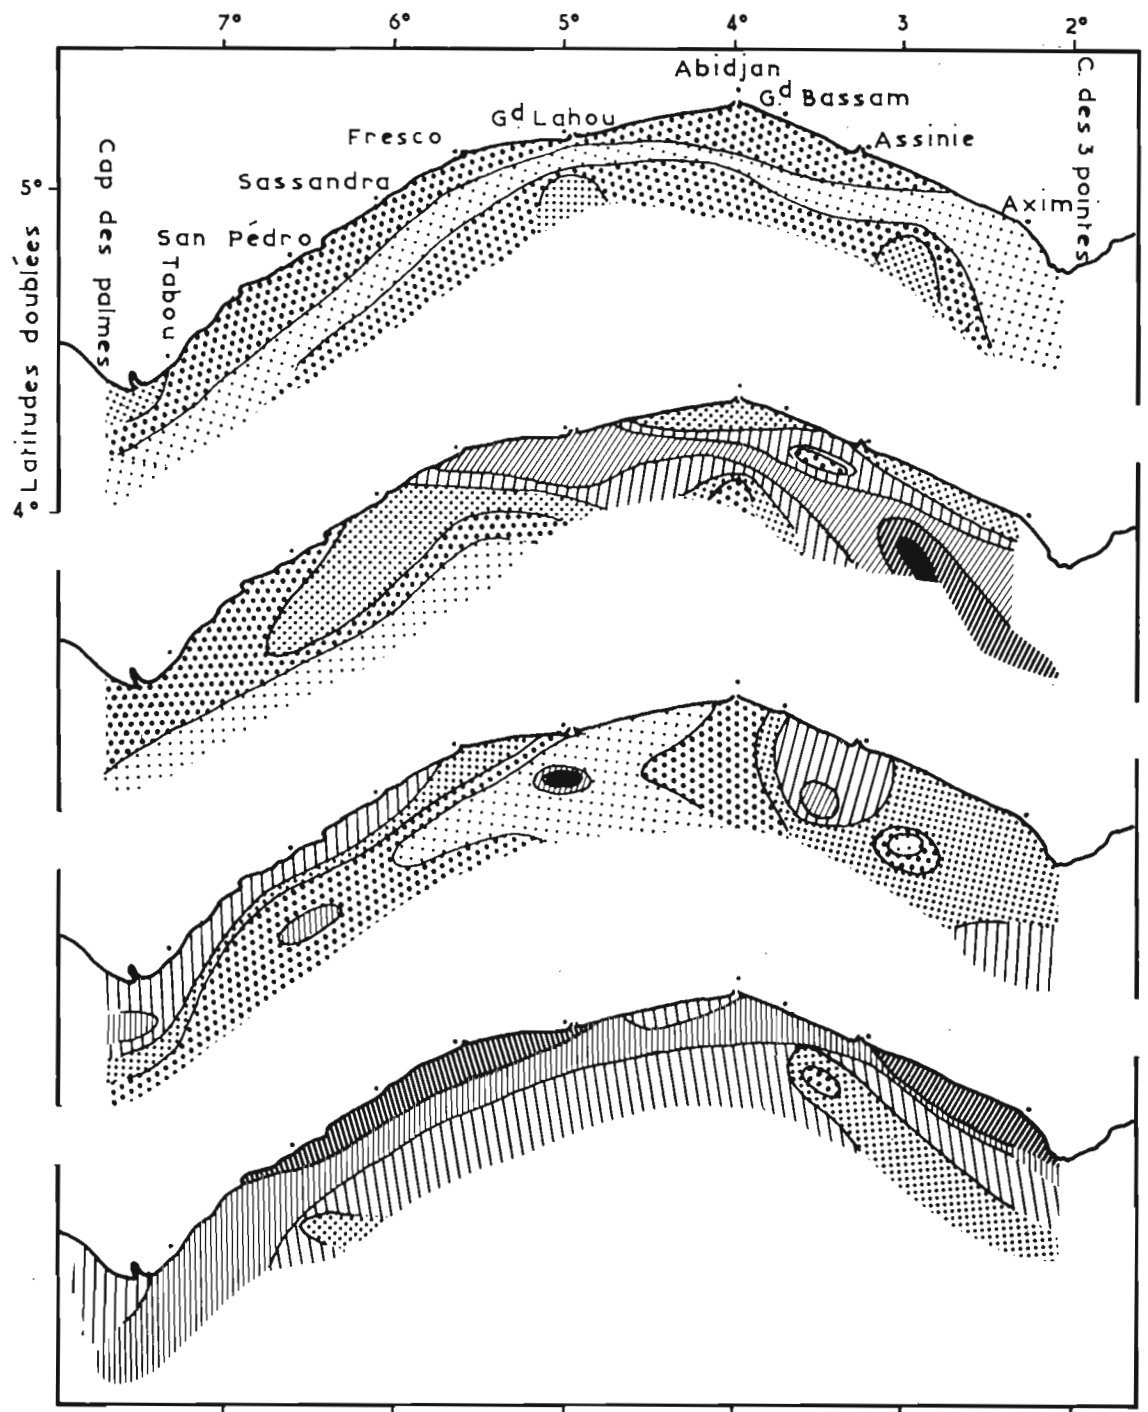 7° 6° 5° 4° 3 2°
Abidjan
Gd Bassam
Gd Lahou
Fresco
Assinie
C. des 3 pointes
Cap des palmes
5°
Sassandra
Axim
San Pédro
Tabou
Latitudes doublées
4°